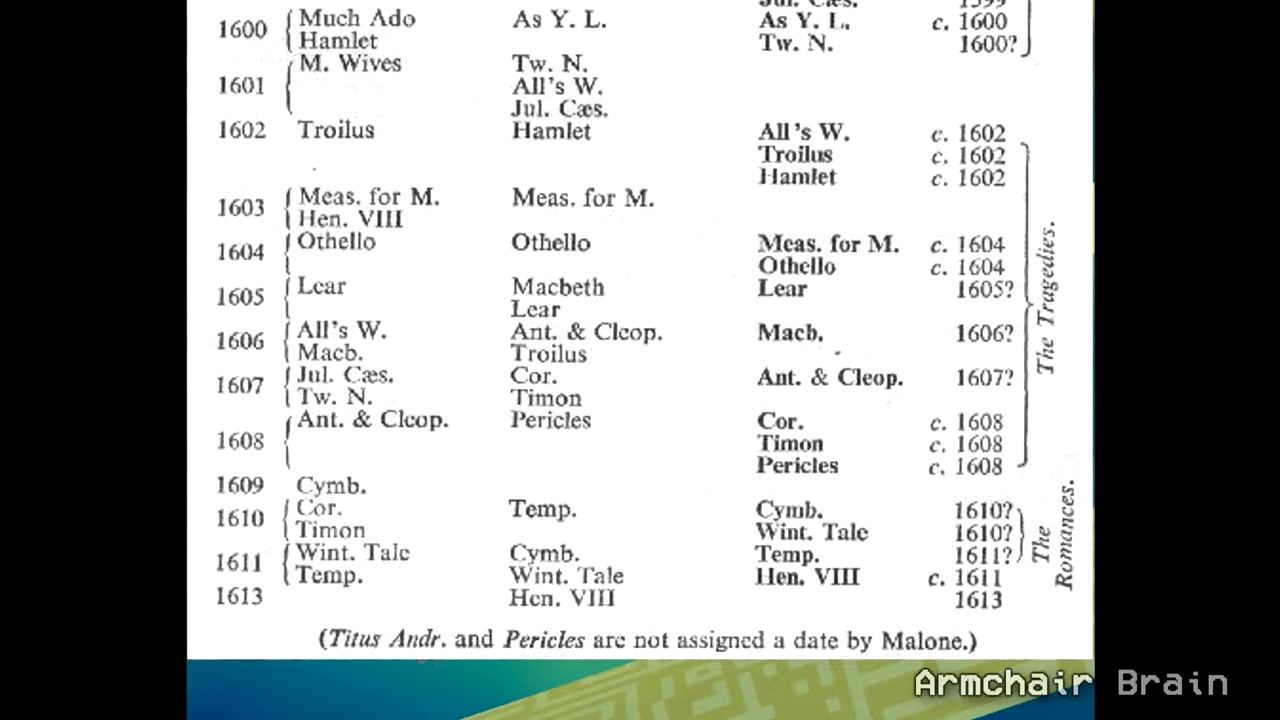 Jul. Cæs. 1599
1600 Much Ado As Y. L. As Y. L. c. 1600
Hamlet Tw. N. 1600?
1601 M. Wives Tw. N.
All's W.
Jul. Cæs.
1602 Troilus Hamlet All's W. c. 1602
Troilus c. 1602
Hamlet c. 1602
1603 Meas. for M. Meas. for M.
Hen. VIII
1604 Othello Othello Meas. for M. c. 1604
Othello c. 1604
1605 Lear Macbeth Lear 1605?
Lear
1606 All's W. Ant. & Cleop. Macb. 1606?
Macb. Troilus
1607 Jul. Cæs. Cor. Ant. & Cleop. 1607?
Tw. N. Timon
1608 Ant. & Cleop. Pericles Cor. c. 1608
Timon c. 1608
Pericles c. 1608
The Tragedies.
1609 Cymb.
1610 Cor. Temp. Cymb. 1610?
Timon Wint. Tale 1610?
1611 Wint. Tale Cymb. Temp. 1611?
Temp. Wint. Tale Hen. VIII c. 1611
1613 Hen. VIII 1613
The
Romances.
(Titus Andr. and Pericles are not assigned a date by Malone.)
Armchair Brain